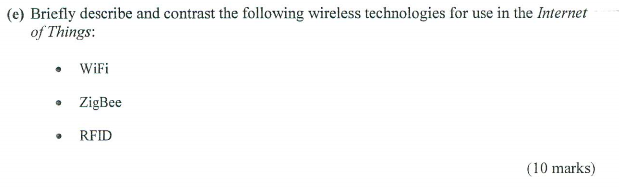 (e) Briefly describe and contrast the following wireless technologies for use in the Internet
of Things:
• WiFi
• ZigBee
• RFID
(10 marks)